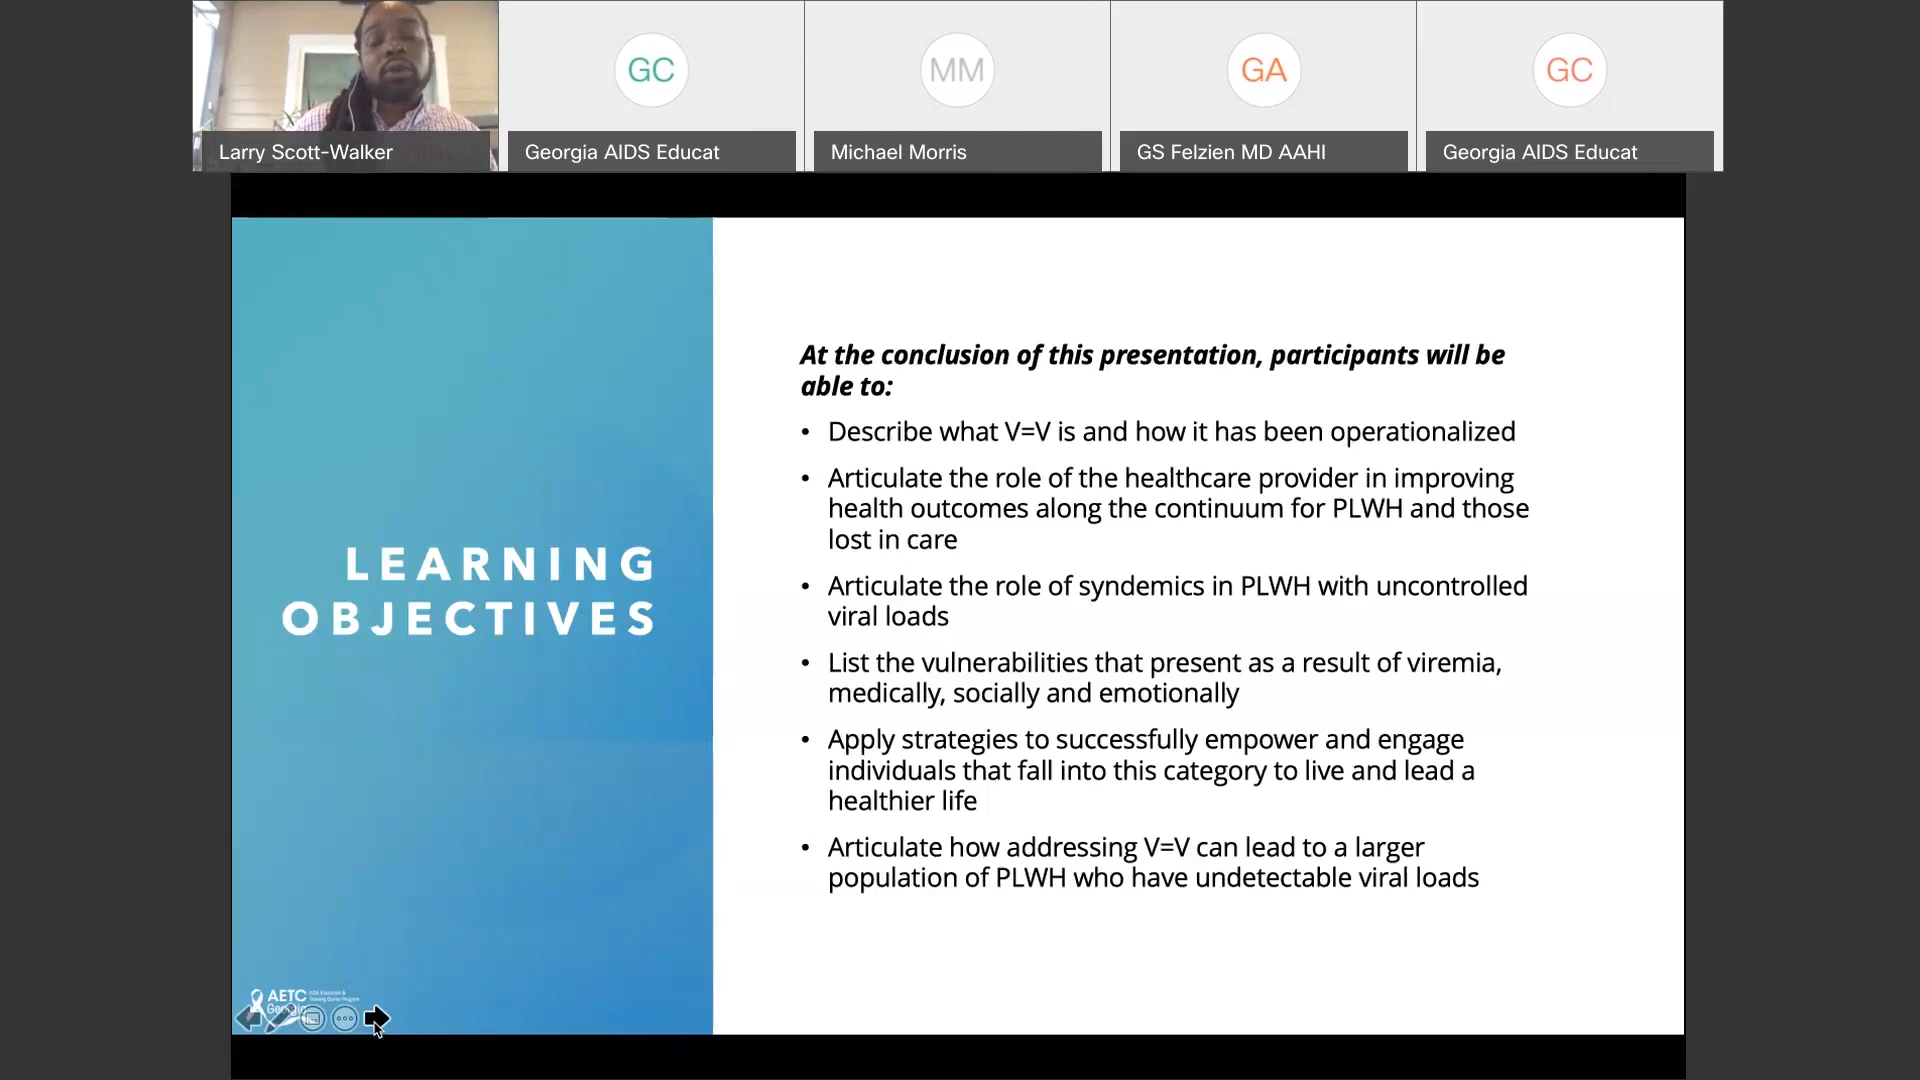 GC
MM
GA
GC
Larry Scott-Walker
Georgia AIDS Educat
Michael Morris
GS Felzien MD AAHI
Georgia AIDS Educat
LEARNING
OBJECTIVES
At the conclusion of this presentation, participants will be
able to:
• Describe what V=V is and how it has been operationalized
• Articulate the role of the healthcare provider in improving
health outcomes along the continuum for PLWH and those
lost in care
• Articulate the role of syndemics in PLWH with uncontrolled
viral loads
• List the vulnerabilities that present as a result of viremia,
medically, socially and emotionally
• Apply strategies to successfully empower and engage
individuals that fall into this category to live and lead a
healthier life
• Articulate how addressing V=V can lead to a larger
population of PLWH who have undetectable viral loads
AETC AIDS Education &
Training Center Program